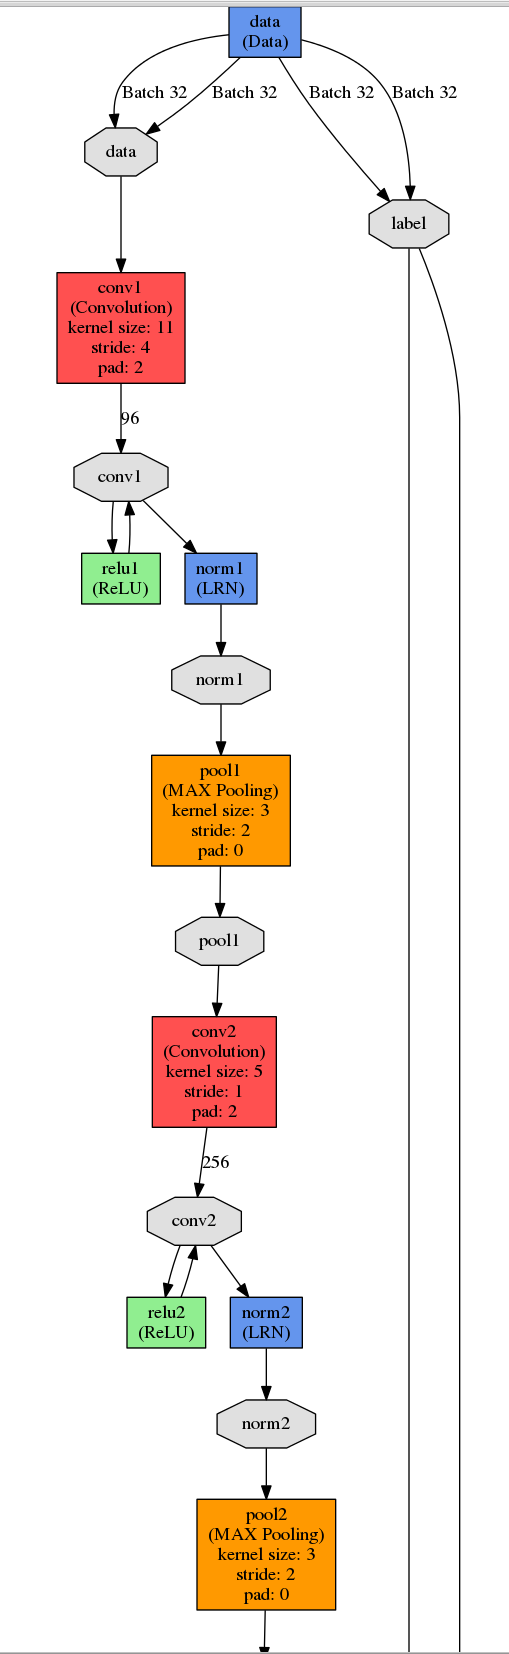 data
(Data)
Batch 32
Batch 32
Batch 32
Batch 32
data
label
conv1
(Convolution)
kernel size: 11
stride: 4
pad: 2
96
conv1
relu1
(ReLU)
norm1
(LRN)
norm1
pool1
(MAX Pooling)
kernel size: 3
stride: 2
pad: 0
pool1
conv2
(Convolution)
kernel size: 5
stride: 1
pad: 2
256
conv2
relu2
(ReLU)
norm2
(LRN)
norm2
pool2
(MAX Pooling)
kernel size: 3
stride: 2
pad: 0